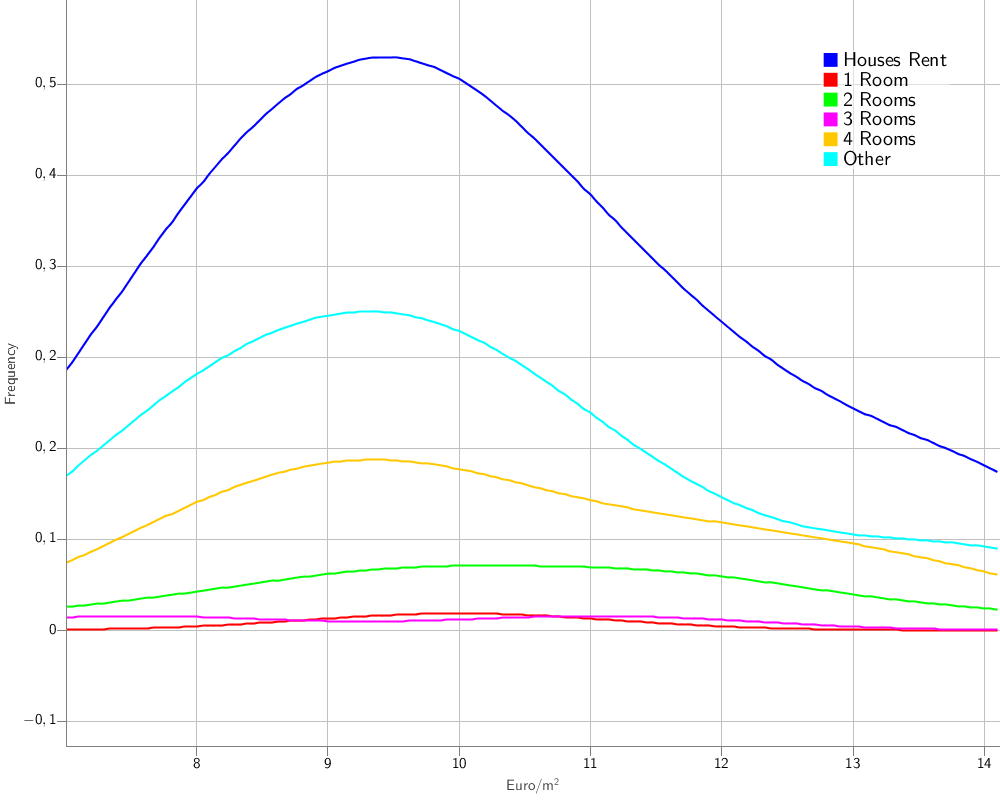 Houses Rent
1 Room
2 Rooms
3 Rooms
4 Rooms
Other
0, 5
0, 4
0, 3
0, 2
0, 2
0, 1
0
−0, 1
Frequency
8 9 10 11 12 13 14
Euro/m²